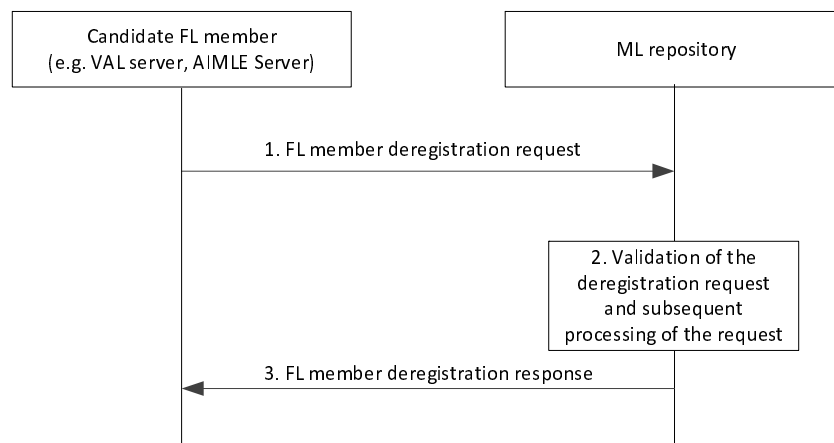 Candidate FL member
(e.g. VAL server, AIMLE Server)
ML repository
1. FL member deregistration request
2. Validation of the
deregistration request
and subsequent
processing of the request
3. FL member deregistration response